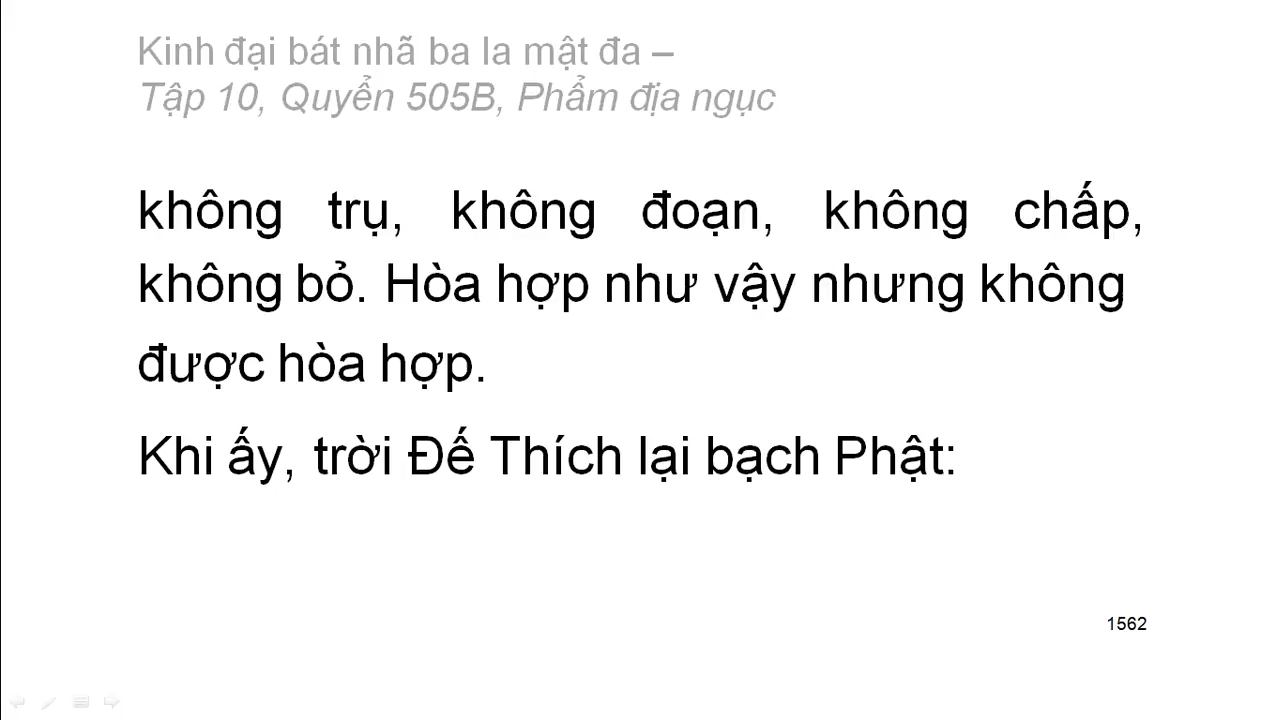 Kinh đại bát nhã ba la mật đa –
Tập 10, Quyển 505B, Phẩm địa ngục
không trụ, không đoạn, không chấp,
không bỏ. Hòa hợp như vậy nhưng không
được hòa hợp.
Khi ấy, trời Đế Thích lại bạch Phật:
1562